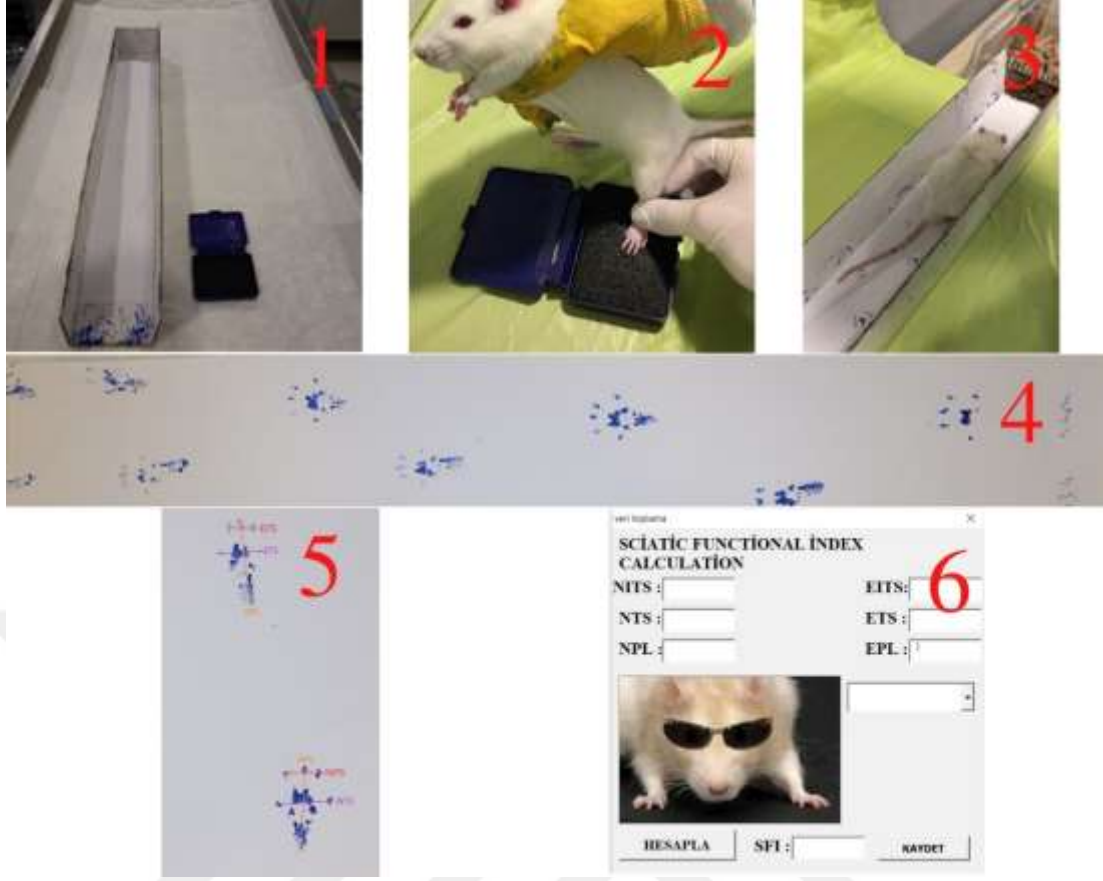 1
2
3
4
5
veri toplama
6
SCİATİC FUNCTİONAL İNDEX
CALCULATİON
NITS :
EITS:
NTS :
ETS :
NPL :
EPL :
HESAPLA
SFI :
KAYDET